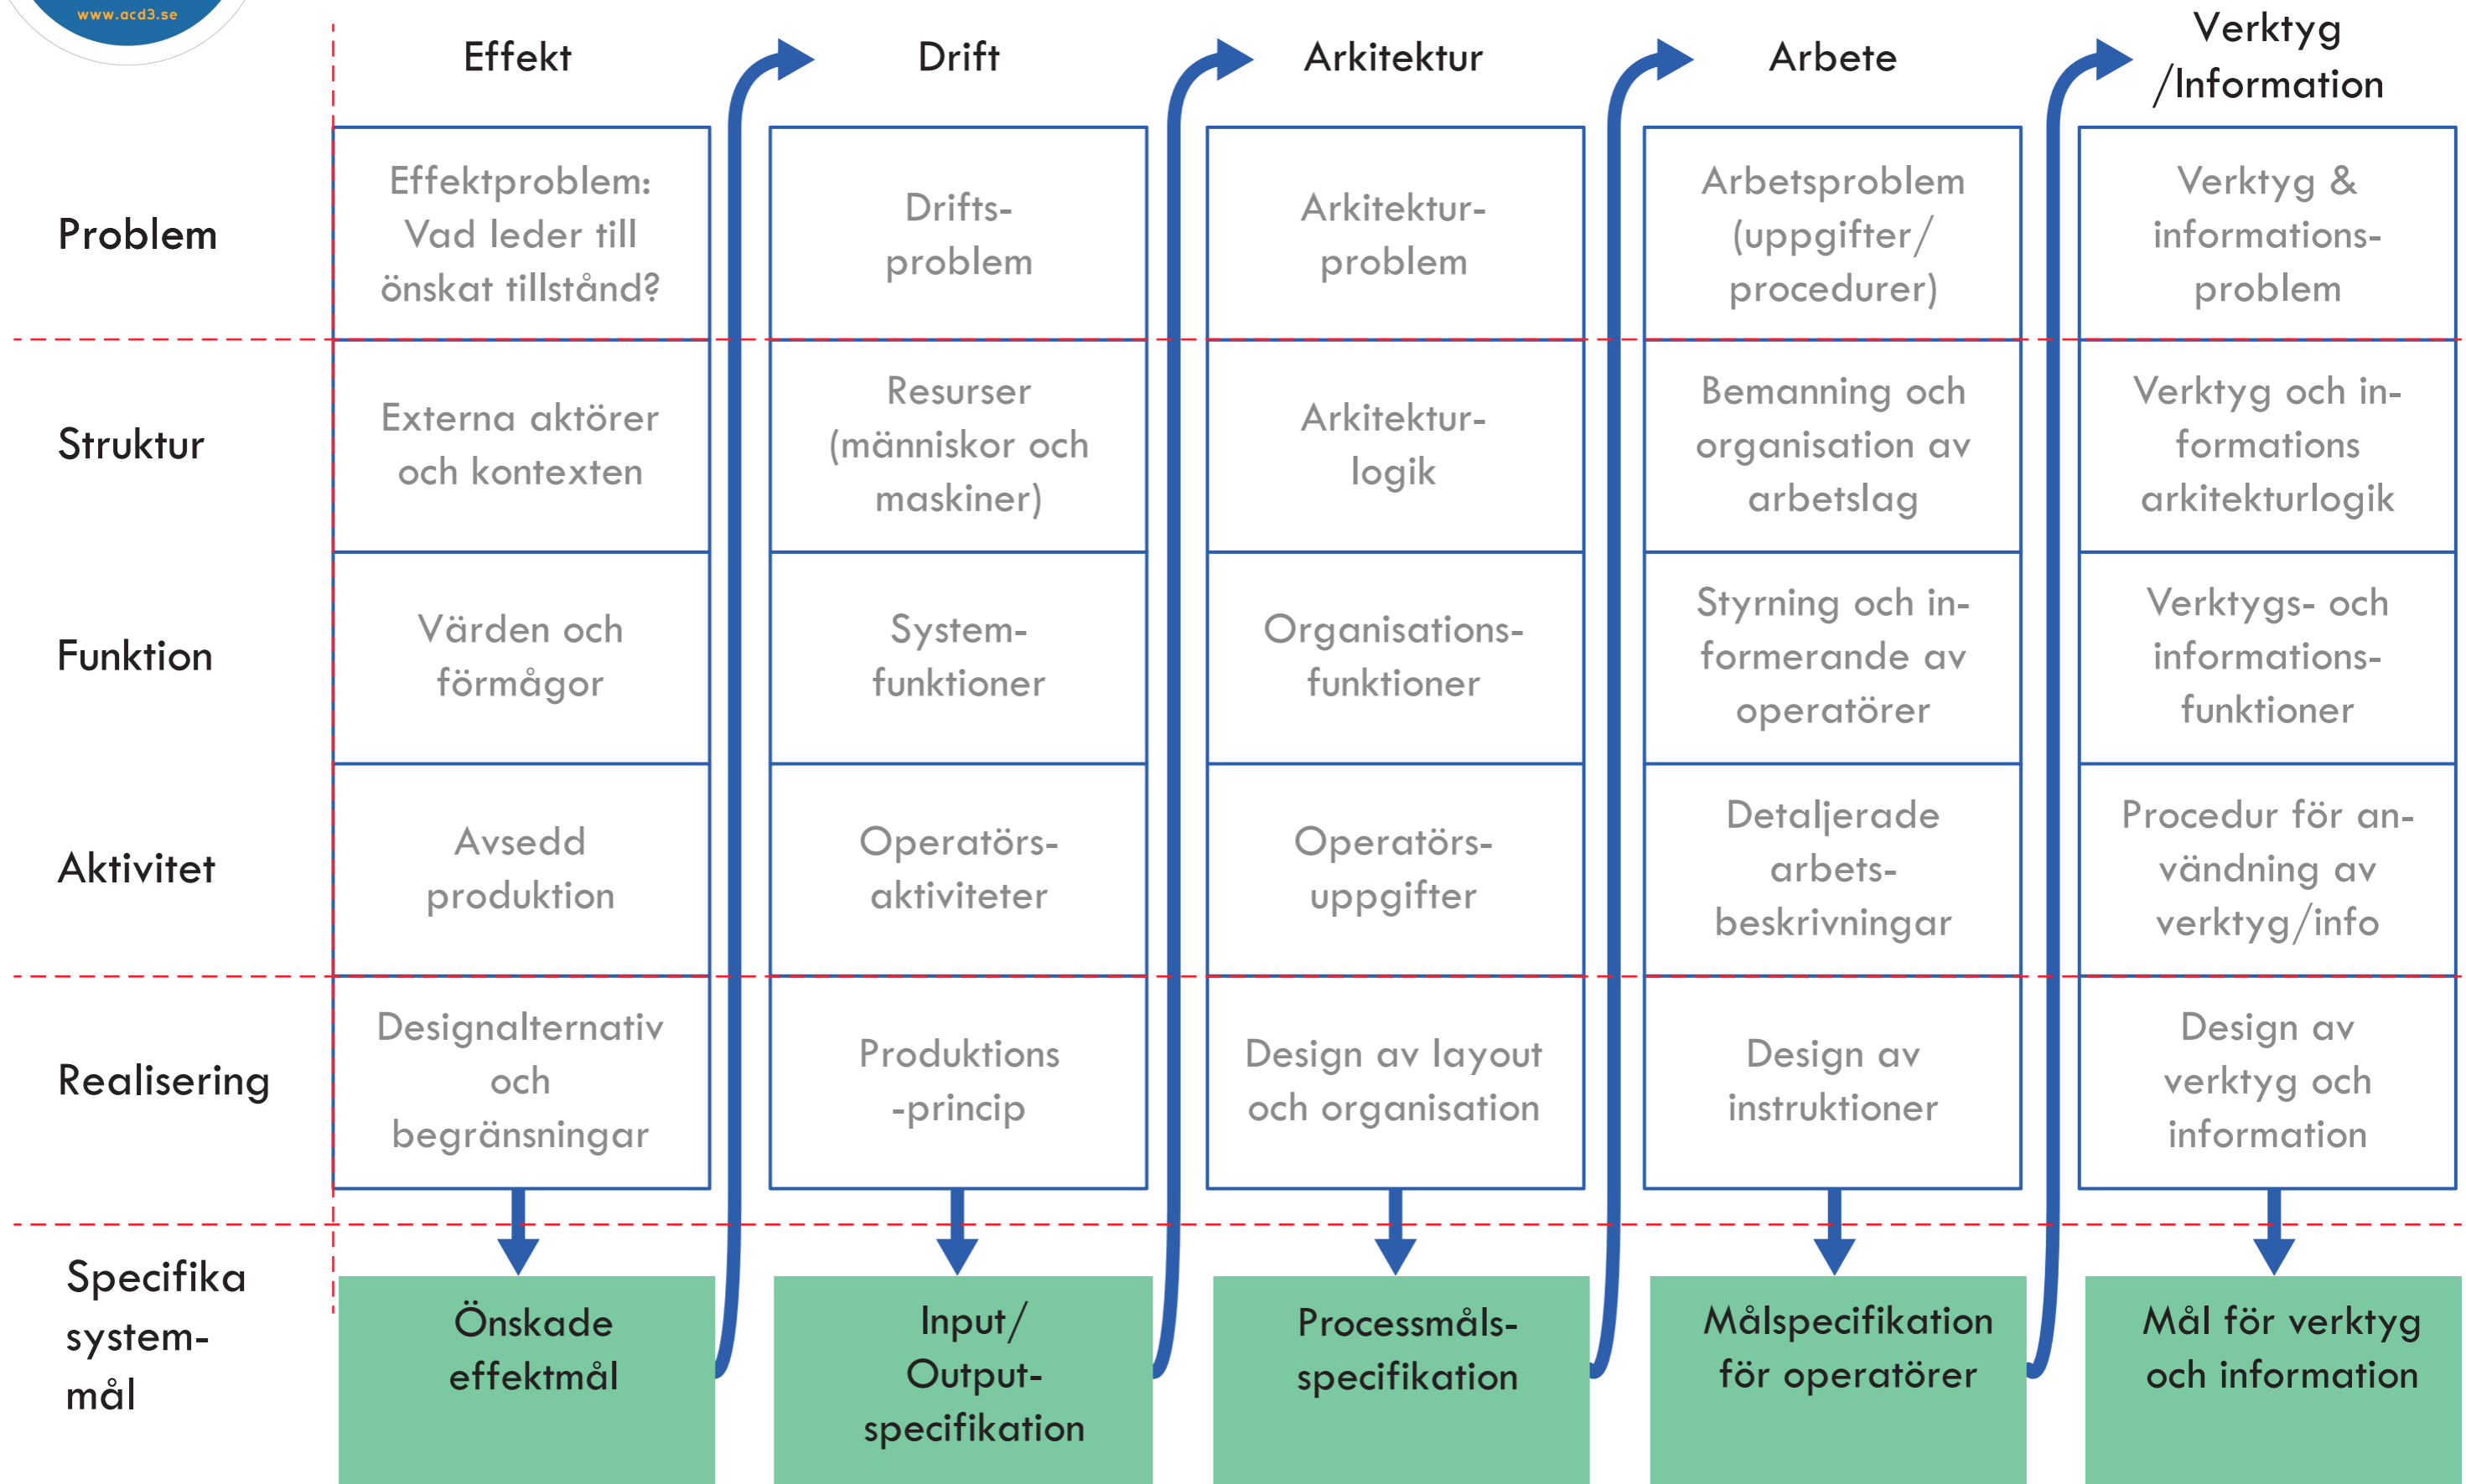 www.acd3.se
Effekt
Drift
Arkitektur
Arbete
Verktyg
/Information
Problem
Effektproblem:
Vad leder till
önskat tillstånd?
Drifts-
problem
Arkitektur-
problem
Arbetsproblem
(uppgifter/
procedurer)
Verktyg &
informations-
problem
Struktur
Externa aktörer
och kontexten
Resurser
(människor och
maskiner)
Arkitektur-
logik
Bemanning och
organisation av
arbetslag
Verktyg och in-
formations
arkitekturlogik
Funktion
Värden och
förmågor
System-
funktioner
Organisations-
funktioner
Styrning och in-
formerande av
operatörer
Verktygs- och
informations-
funktioner
Aktivitet
Avsedd
produktion
Operatörs-
aktiviteter
Operatörs-
uppgifter
Detaljerade
arbets-
beskrivningar
Procedur för an-
vändning av
verktyg/info
Realisering
Designalternativ
och
begränsningar
Produktions
-princip
Design av layout
och organisation
Design av
instruktioner
Design av
verktyg och
information
Specifika
system-
mål
Önskade
effektmål
Input/
Output-
specifikation
Processmåls-
specifikation
Målspecifikation
för operatörer
Mål för verktyg
och information